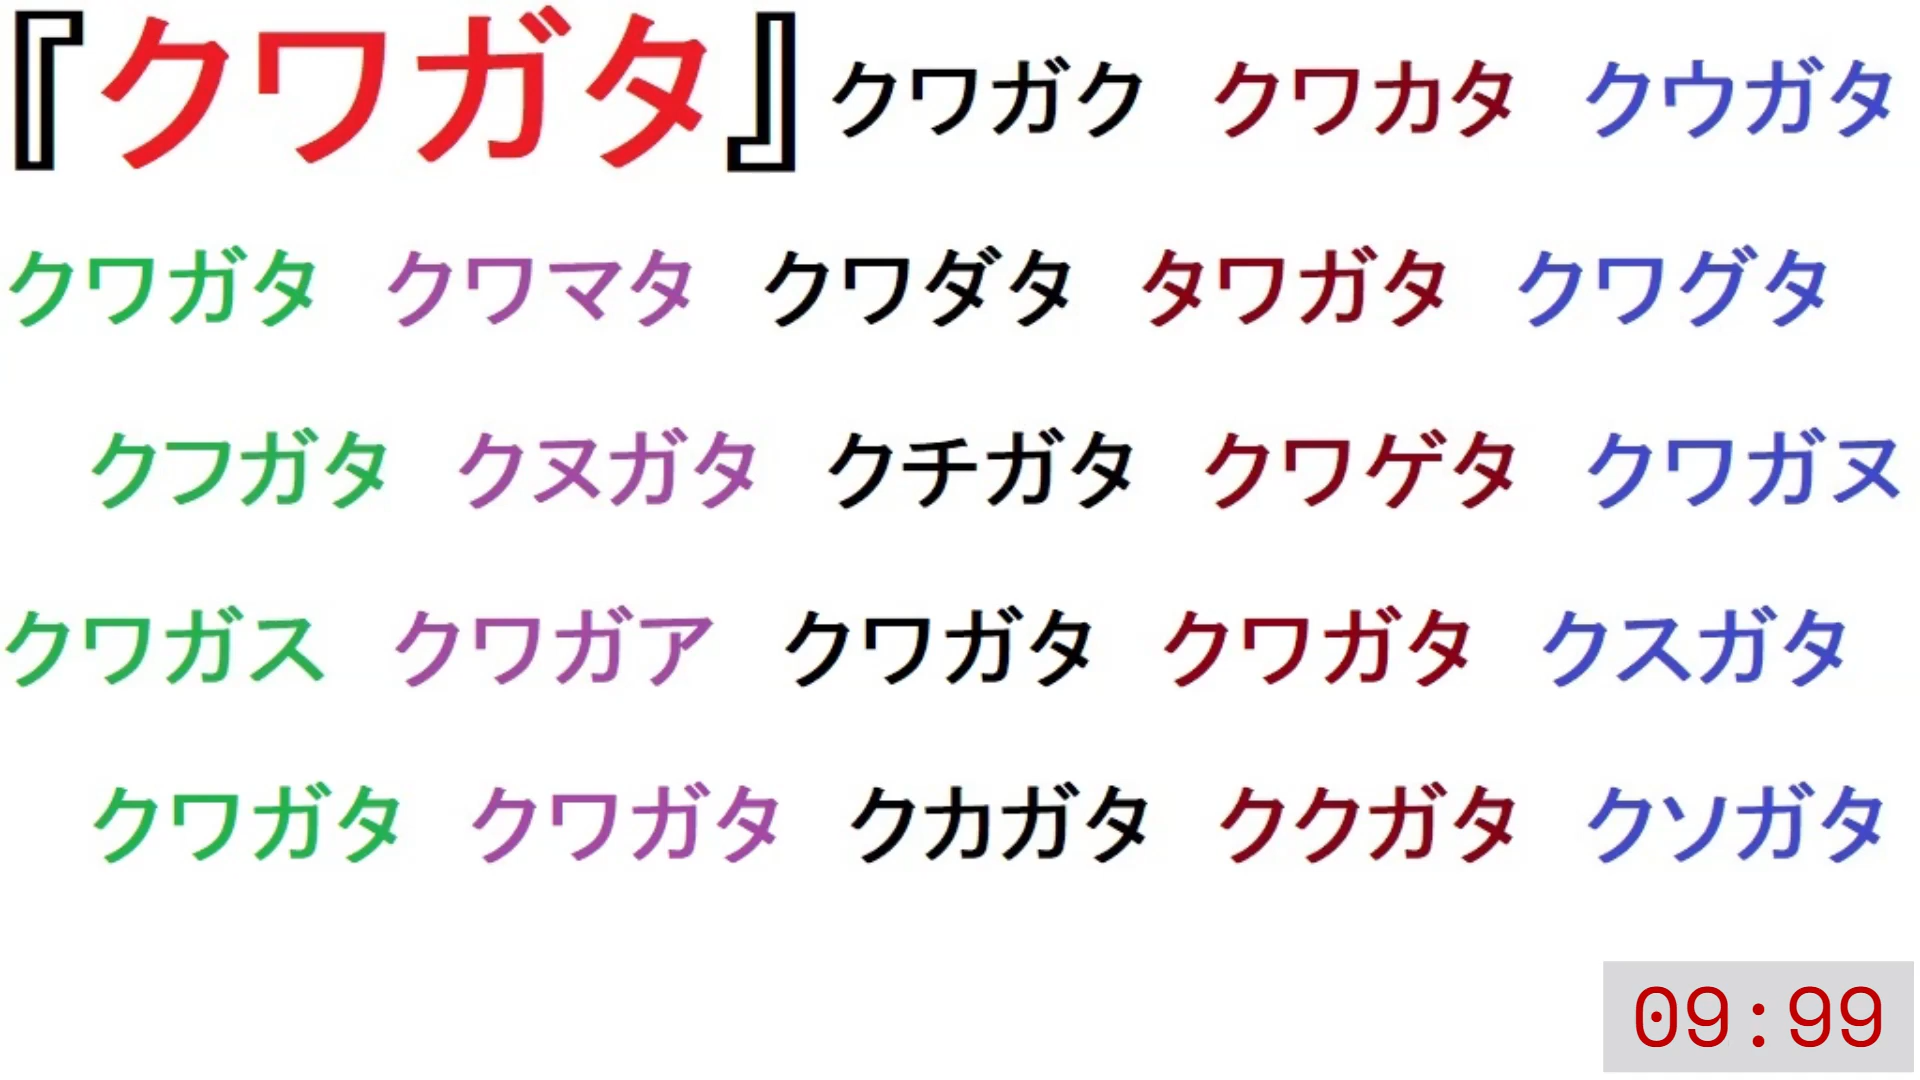 『クワガタ』 クワガク クワカタ クウガタ
クワガタ クワマタ クワダタ タワガタ クワグタ
クフガタ クヌガタ クチガタ クワゲタ クワガヌ
クワガス クワガア クワガタ クワガタ クスガタ
クワガタ クワガタ クカガタ ククガタ クソガタ
09:99